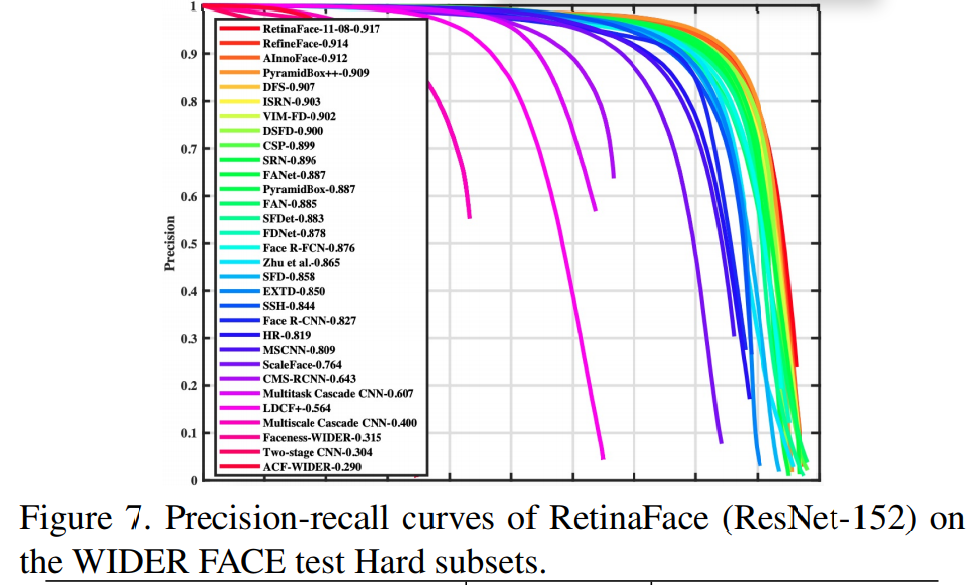 1
0.9
0.8
0.7
0.6
0.5
0.4
0.3
0.2
0.1
0
Precision
RetinaFace-11-08-0.917
RefineFace-0.914
AInnoFace-0.912
PyramidBox++-0.909
DFS-0.907
ISRN-0.903
VIM-FD-0.902
DSFD-0.900
CSP-0.899
SRN-0.896
FANet-0.887
PyramidBox-0.887
FAN-0.885
SFDet-0.883
FDNet-0.878
Face R-FCN-0.876
Zhu et al.-0.865
SFD-0.858
EXTD-0.850
SSH-0.844
Face R-CNN-0.827
HR-0.819
MSCNN-0.809
ScaleFace-0.764
CMS-RCNN-0.643
Multitask Cascade CNN-0.607
LDCF+-0.564
Multiscale Cascade CNN-0.400
Faceness-WIDER-0.315
Two-stage CNN-0.304
ACF-WIDER-0.290
Figure 7. Precision-recall curves of RetinaFace (ResNet-152) on
the WIDER FACE test Hard subsets.